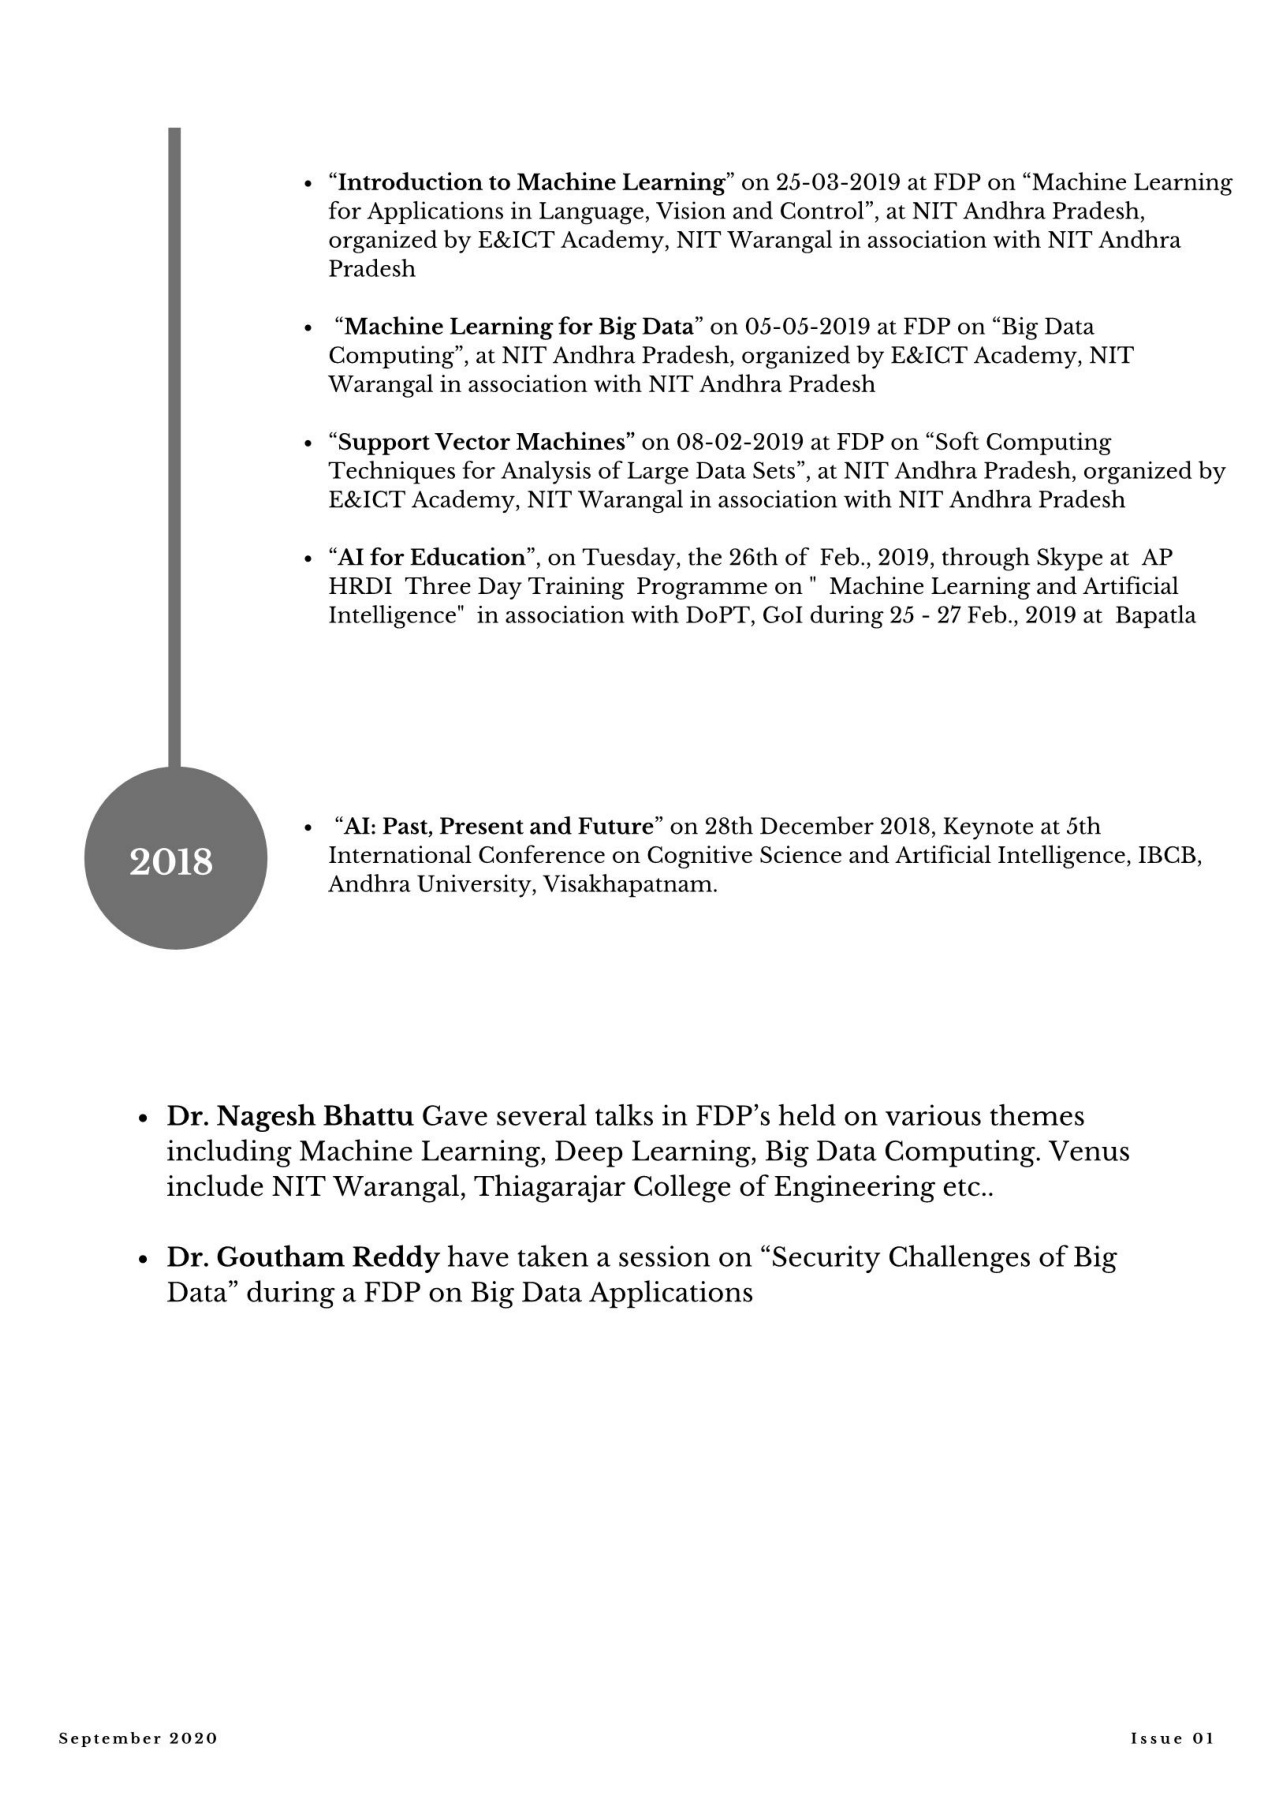 • “Introduction to Machine Learning” on 25-03-2019 at FDP on “Machine Learning
for Applications in Language, Vision and Control”, at NIT Andhra Pradesh,
organized by E&ICT Academy, NIT Warangal in association with NIT Andhra
Pradesh
• “Machine Learning for Big Data” on 05-05-2019 at FDP on “Big Data
Computing”, at NIT Andhra Pradesh, organized by E&ICT Academy, NIT
Warangal in association with NIT Andhra Pradesh
• “Support Vector Machines” on 08-02-2019 at FDP on “Soft Computing
Techniques for Analysis of Large Data Sets”, at NIT Andhra Pradesh, organized by
E&ICT Academy, NIT Warangal in association with NIT Andhra Pradesh
• “AI for Education”, on Tuesday, the 26th of Feb., 2019, through Skype at AP
HRDI Three Day Training Programme on " Machine Learning and Artificial
Intelligence" in association with DoPT, GoI during 25 - 27 Feb., 2019 at Bapatla
2018
• “AI: Past, Present and Future” on 28th December 2018, Keynote at 5th
International Conference on Cognitive Science and Artificial Intelligence, IBCB,
Andhra University, Visakhapatnam.
• Dr. Nagesh Bhattu Gave several talks in FDP’s held on various themes
including Machine Learning, Deep Learning, Big Data Computing. Venus
include NIT Warangal, Thiagarajar College of Engineering etc..
• Dr. Goutham Reddy have taken a session on “Security Challenges of Big
Data” during a FDP on Big Data Applications
September 2020
Issue 01